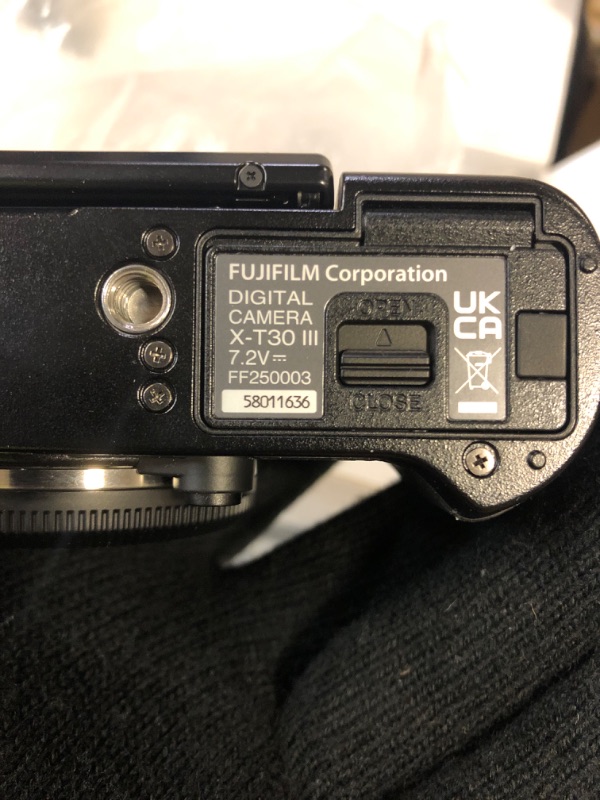 FUJIFILM Corporation
DIGITAL
CAMERA
X-T30 III
7.2V⎓
FF250003
58011636
OPEN
CLOSE
UK
CA